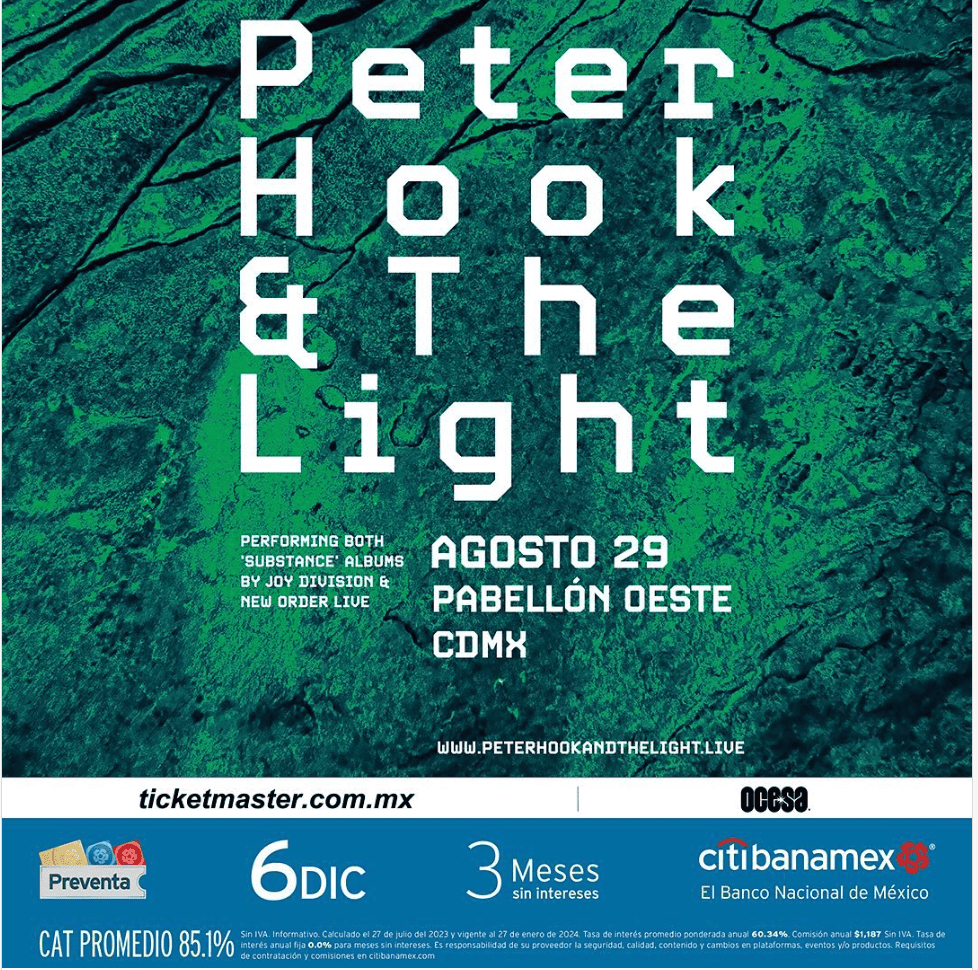 Peter
Hook
& The
Light
PERFORMING BOTH
'SUBSTANCE' ALBUMS
BY JOY DIVISION &
NEW ORDER LIVE
AGOSTO 29
PABELLÓN OESTE
CDMX
WWW.PETERHOOKANDTHELIGHT.LIVE
ticketmaster.com.mx
OCESA
Preventa
6 DIC
3 Meses
sin intereses
citibanamex
El Banco Nacional de México
CAT PROMEDIO 85.1%
Sin IVA. Informativo. Calculado el 27 de julio del 2023 y vigente al 27 de enero de 2024. Tasa de interés promedio ponderada anual 60.34%. Comisión anual $1,187 Sin IVA. Tasa de
interés anual fija 0.0% para meses sin intereses. Es responsabilidad de su proveedor la seguridad, calidad, contenido y cambios en plataformas, eventos y/o productos. Requisitos
de contratación y comisiones en citibanamex.com